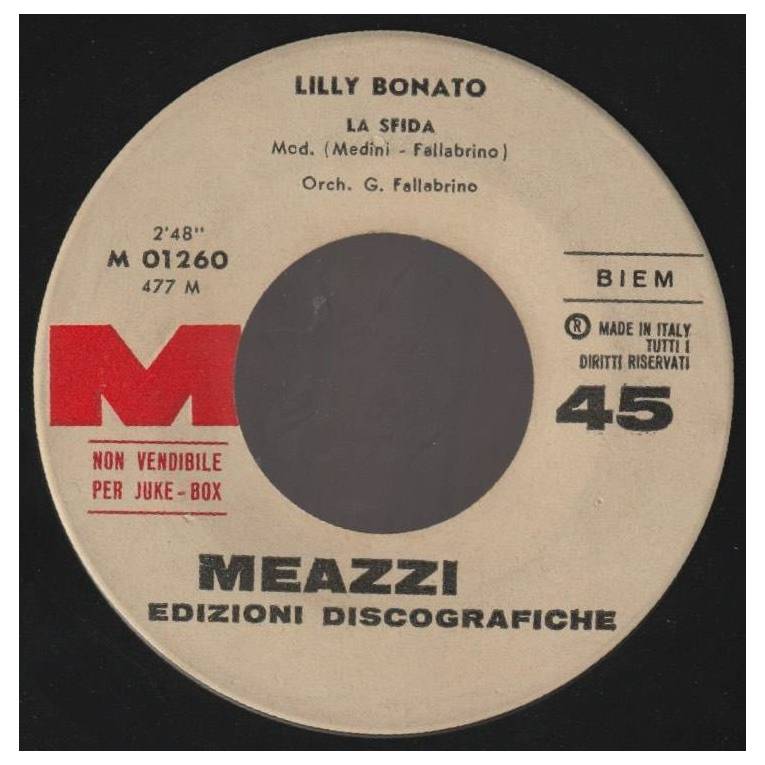 LILLY BONATO
LA SFIDA
Mod. (Medini - Fallabrino)
Orch. G. Fallabrino
2'48"
M 01260
477 M
BIEM
® MADE IN ITALY
TUTTI I
DIRITTI RISERVATI
M
45
NON VENDIBILE
PER JUKE-BOX
MEAZZI
EDIZIONI DISCOGRAFICHE